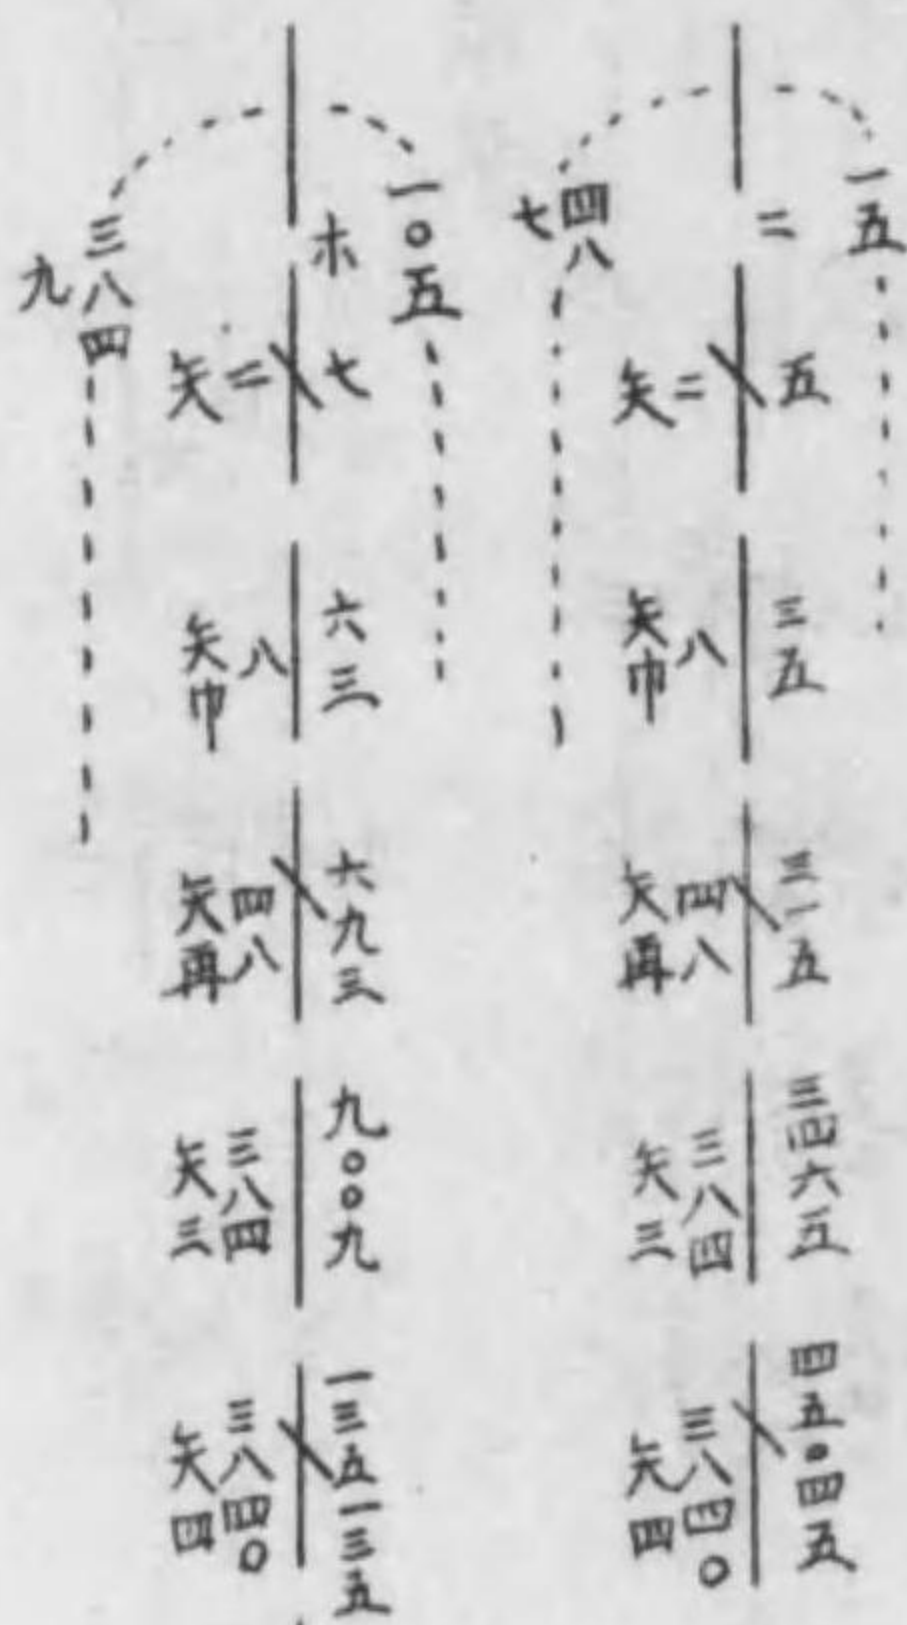 一五
二 五 三五 三一五 三四六五 四五〇四五
二 八 四八 三八四 三八四〇
矢 矢巾 矢再 矢三 矢四
四八
七
一〇五
ホ 七 六三 六九三 九〇〇九 一三五一三五
二 八 四八 三八四 三八四〇
矢 矢巾 矢再 矢三 矢四
三八四
九